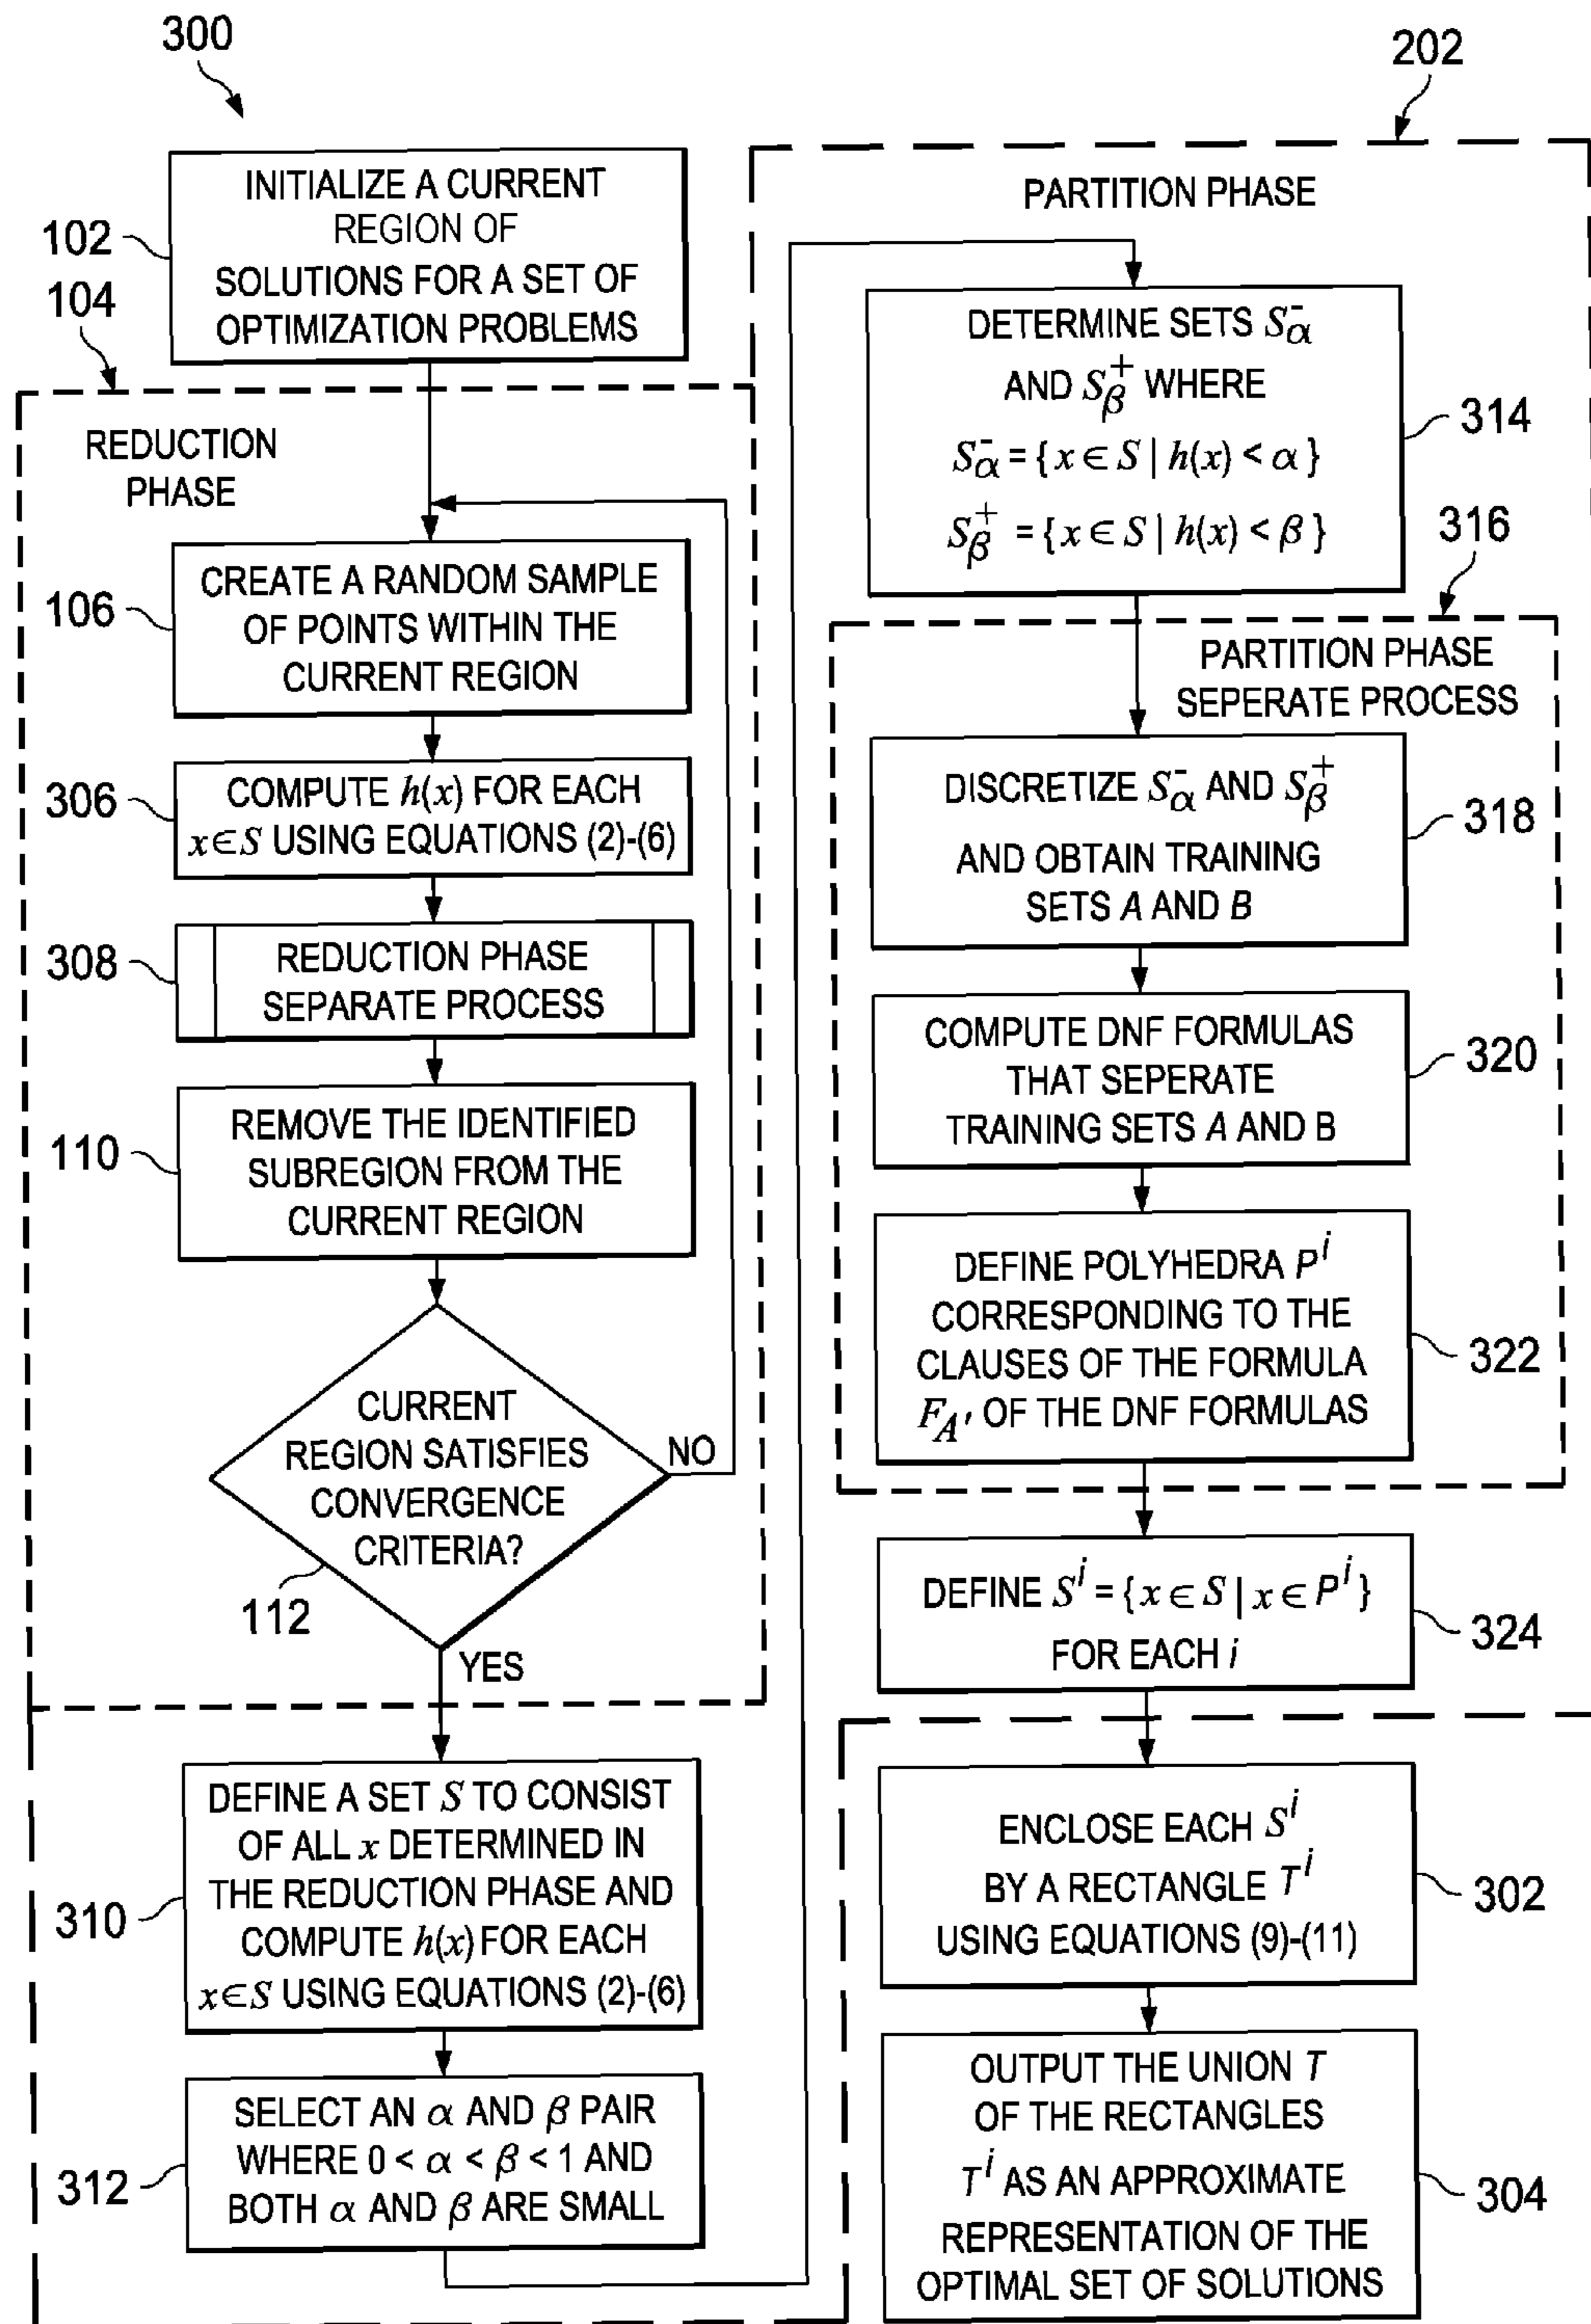 300
102
INITIALIZE A CURRENT
REGION OF
SOLUTIONS FOR A SET OF
OPTIMIZATION PROBLEMS
104
REDUCTION
PHASE
106
CREATE A RANDOM SAMPLE
OF POINTS WITHIN THE
CURRENT REGION
306
COMPUTE h(x) FOR EACH
x∈S USING EQUATIONS (2)-(6)
308
REDUCTION PHASE
SEPARATE PROCESS
110
REMOVE THE IDENTIFIED
SUBREGION FROM THE
CURRENT REGION
CURRENT
REGION SATISFIES
CONVERGENCE
CRITERIA?
NO
112
YES
310
DEFINE A SET S TO CONSIST
OF ALL x DETERMINED IN
THE REDUCTION PHASE AND
COMPUTE h(x) FOR EACH
x∈S USING EQUATIONS (2)-(6)
312
SELECT AN α AND β PAIR
WHERE 0 < α < β < 1 AND
BOTH α AND β ARE SMALL
202
PARTITION PHASE
DETERMINE SETS S_α^-
AND S_β^+ WHERE
S_α^- = { x ∈ S | h(x) < α }
S_β^+ = { x ∈ S | h(x) < β }
314
316
PARTITION PHASE
SEPERATE PROCESS
DISCRETIZE S_α^- AND S_β^+
AND OBTAIN TRAINING
SETS A AND B
318
COMPUTE DNF FORMULAS
THAT SEPERATE
TRAINING SETS A AND B
320
DEFINE POLYHEDRA P^i
CORRESPONDING TO THE
CLAUSES OF THE FORMULA
F_A' OF THE DNF FORMULAS
322
DEFINE S^i = { x ∈ S | x ∈ P^i }
FOR EACH i
324
ENCLOSE EACH S^i
BY A RECTANGLE T^i
USING EQUATIONS (9)-(11)
302
OUTPUT THE UNION T
OF THE RECTANGLES
T^i AS AN APPROXIMATE
REPRESENTATION OF THE
OPTIMAL SET OF SOLUTIONS
304